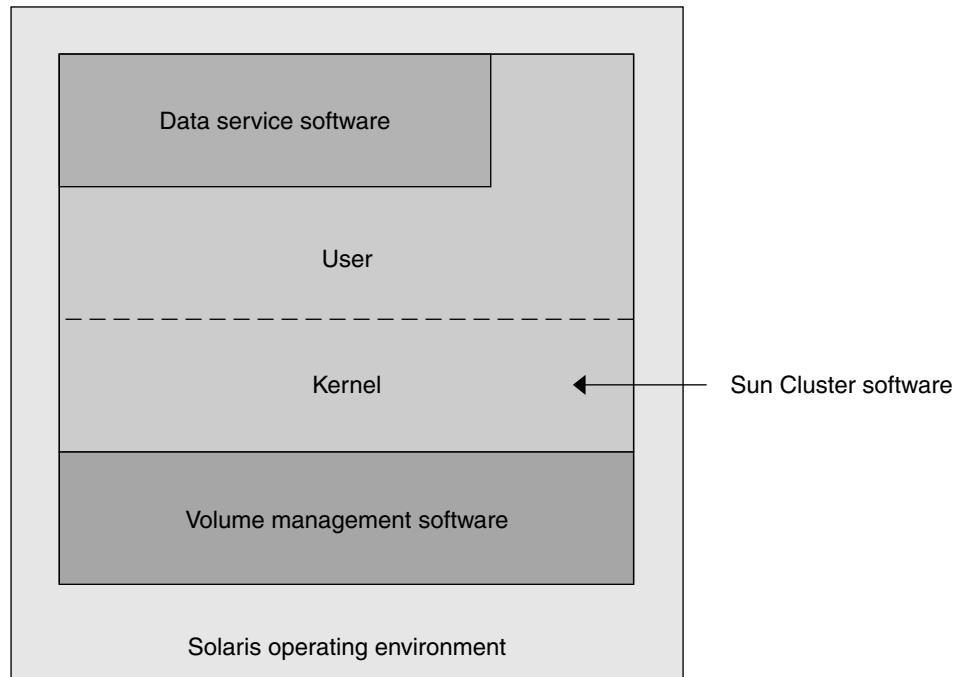 Data service software
User
Kernel
Sun Cluster software
Volume management software
Solaris operating environment